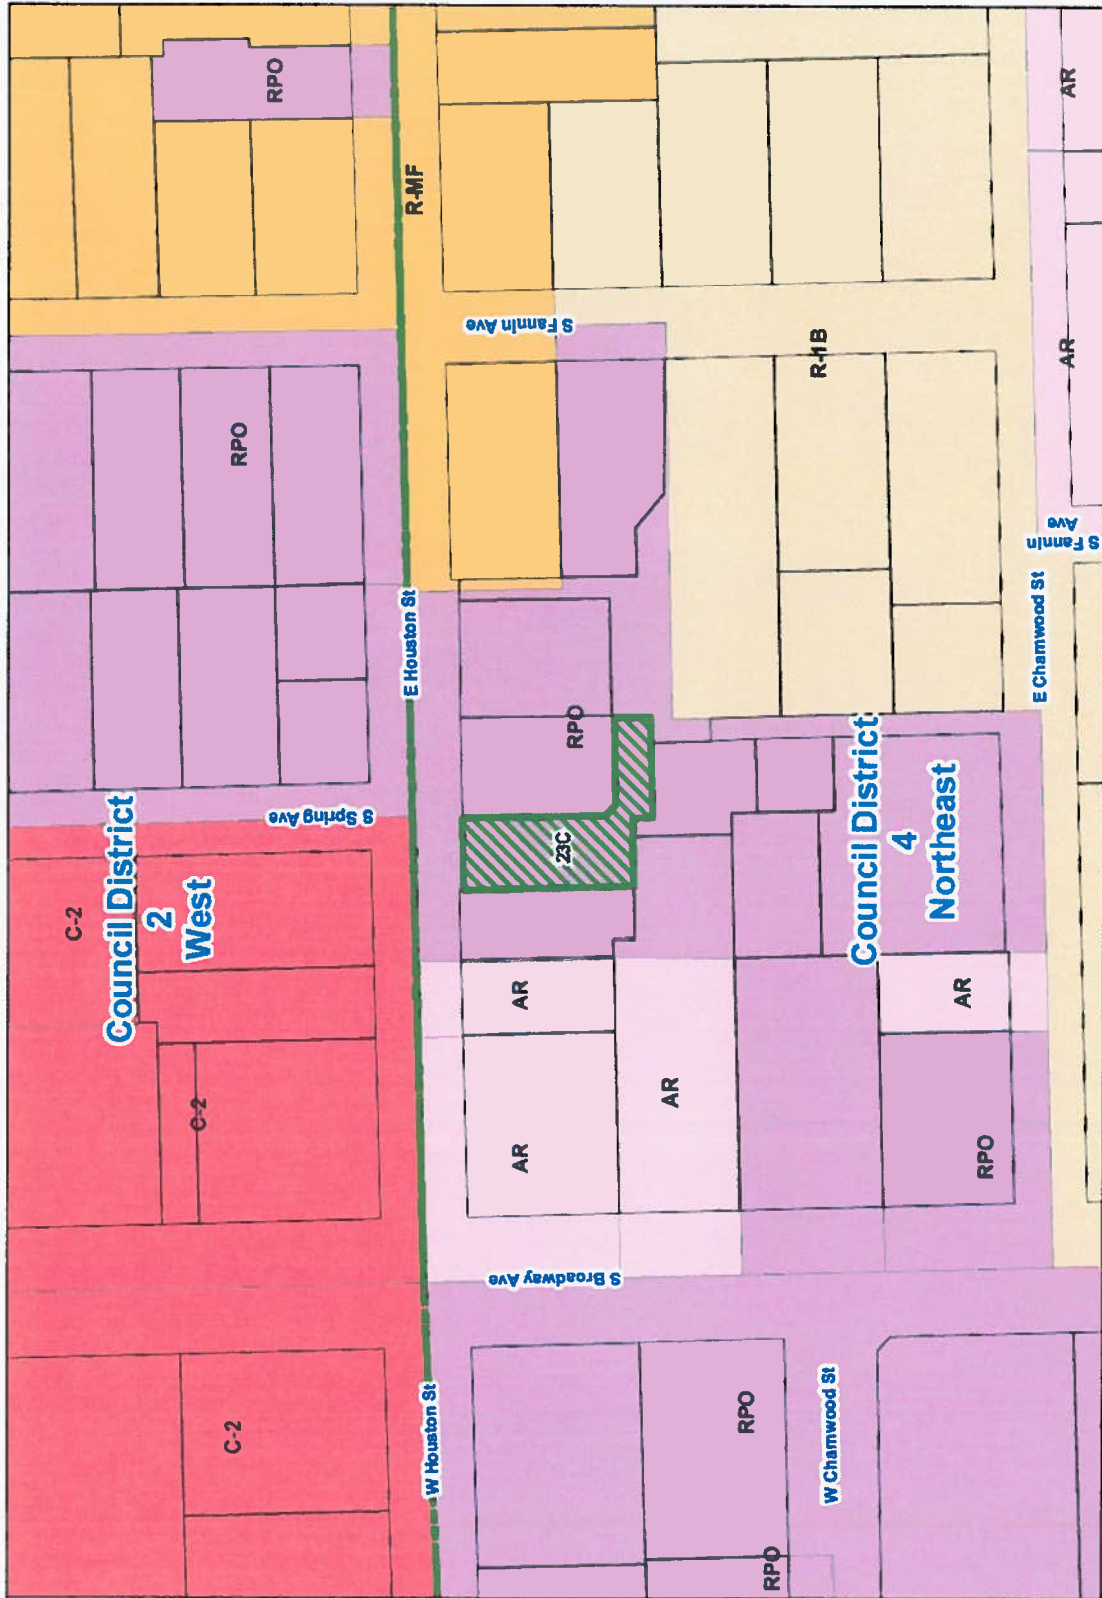 C-2
Council District
2
West
C-2
C-2
RPO
RPO
S Spring Ave
W Houston St
E Houston St
R-MF
AR
AR
S Fannin Ave
S Broadway Ave
23C
RPO
AR
RPO
RPO
W Charnwood St
R-1B
Council District
4
Northeast
AR
RPO
E Charnwood St
S Fannin
Ave
AR
AR